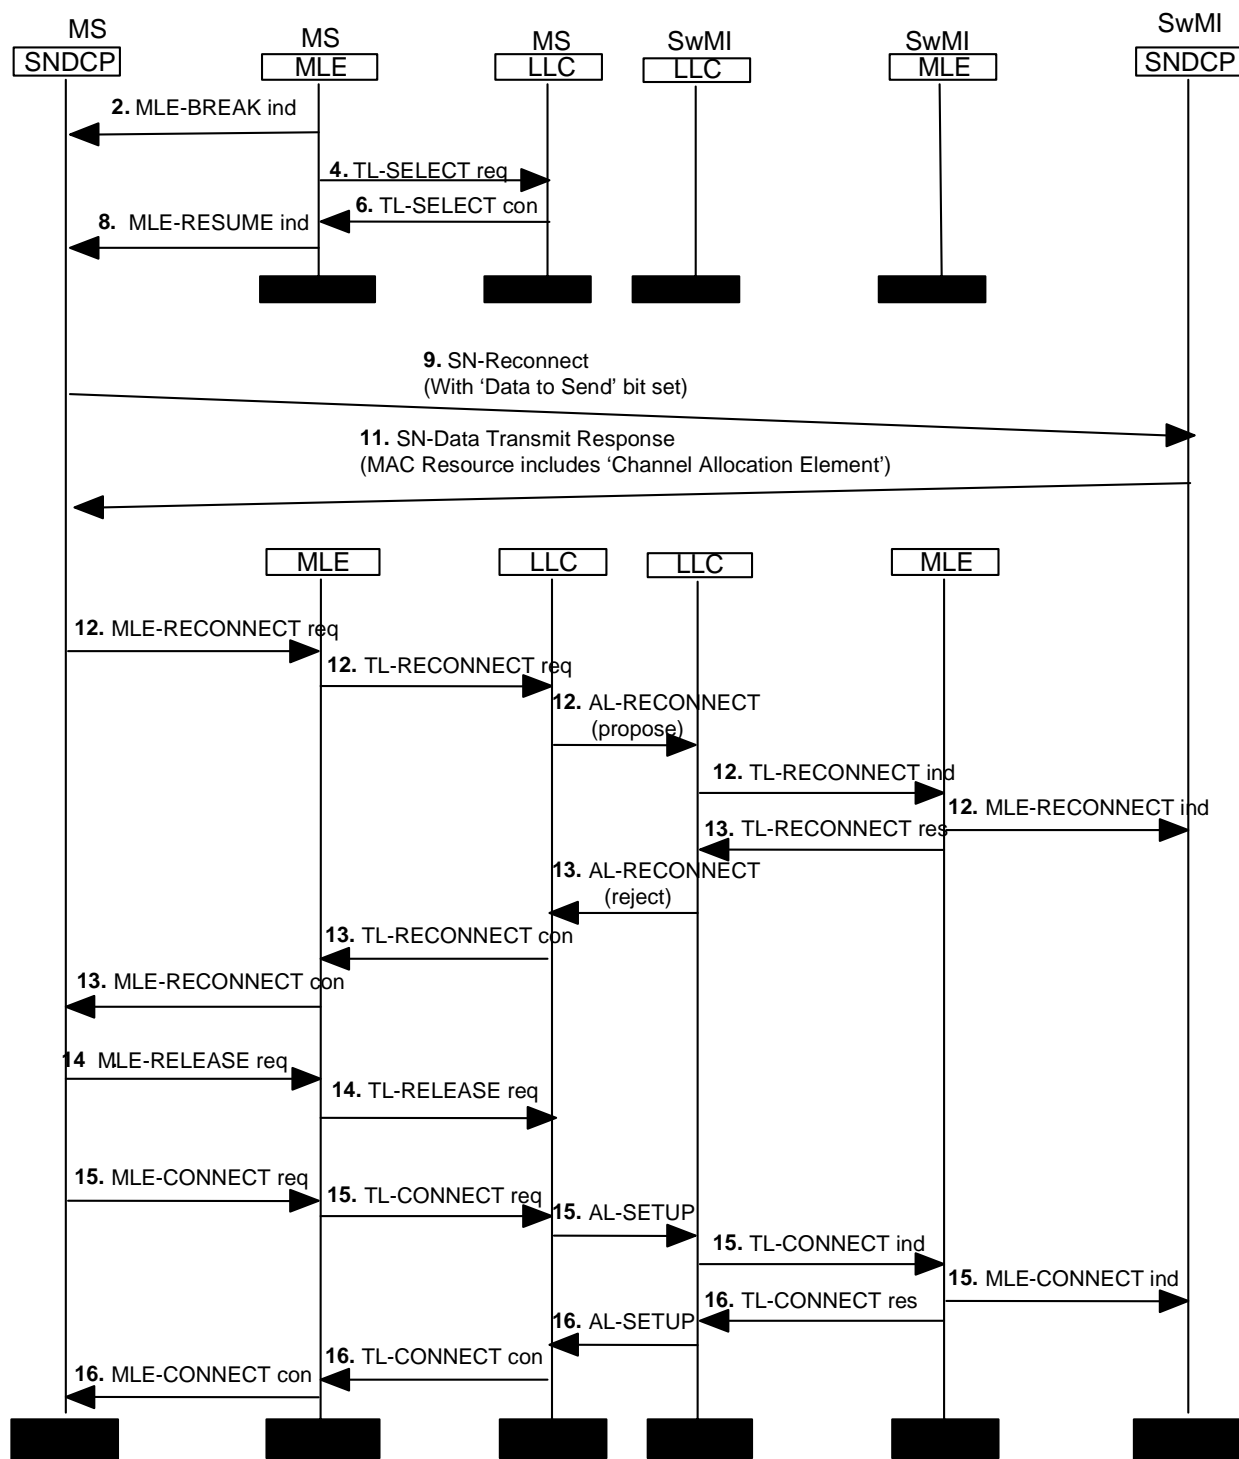 MS
MS
MS
SwMI
SwMI
SwMI
SNDCP
MLE
LLC
LLC
MLE
SNDCP
2. MLE-BREAK ind
4. TL-SELECT req
6. TL-SELECT con
8. MLE-RESUME ind
9. SN-Reconnect
(With ‘Data to Send’ bit set)
11. SN-Data Transmit Response
(MAC Resource includes ‘Channel Allocation Element’)
MLE
LLC
LLC
MLE
12. MLE-RECONNECT req
12. TL-RECONNECT req
12. AL-RECONNECT
(propose)
12. TL-RECONNECT ind
12. MLE-RECONNECT ind
13. TL-RECONNECT res
13. AL-RECONNECT
(reject)
13. TL-RECONNECT con
13. MLE-RECONNECT con
14 MLE-RELEASE req
14. TL-RELEASE req
15. MLE-CONNECT req
15. TL-CONNECT req
15. AL-SETUP
15. TL-CONNECT ind
15. MLE-CONNECT ind
16. TL-CONNECT res
16. AL-SETUP
16. TL-CONNECT con
16. MLE-CONNECT con